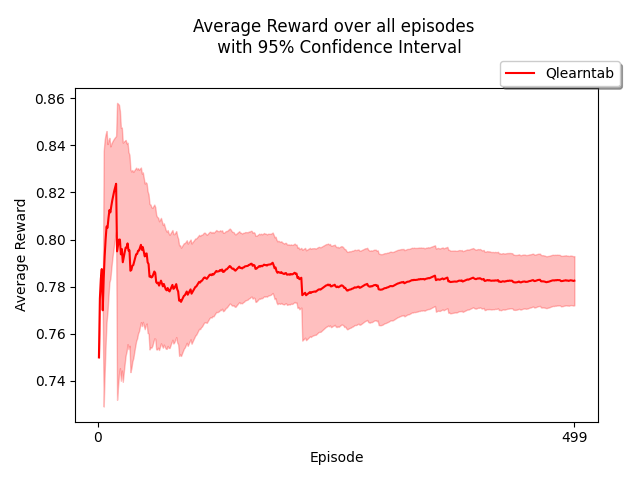 Average Reward over all episodes
with 95% Confidence Interval
Qlearntab
0.86
0.84
0.82
0.80
0.78
0.76
0.74
Average Reward
0
499
Episode